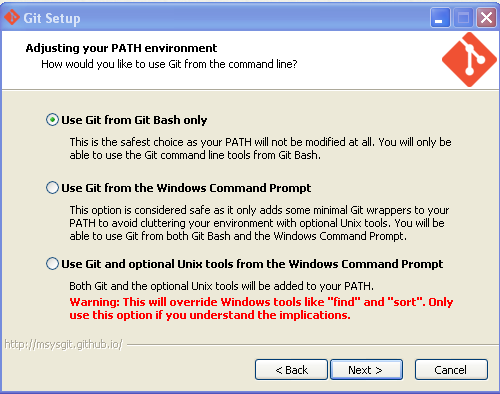 Git Setup
Adjusting your PATH environment
How would you like to use Git from the command line?
Use Git from Git Bash only
This is the safest choice as your PATH will not be modified at all. You will only be
able to use the Git command line tools from Git Bash.
Use Git from the Windows Command Prompt
This option is considered safe as it only adds some minimal Git wrappers to your
PATH to avoid cluttering your environment with optional Unix tools. You will be
able to use Git from both Git Bash and the Windows Command Prompt.
Use Git and optional Unix tools from the Windows Command Prompt
Both Git and the optional Unix tools will be added to your PATH.
Warning: This will override Windows tools like "find" and "sort". Only
use this option if you understand the implications.
http://msysgit.github.io/
< Back
Next >
Cancel